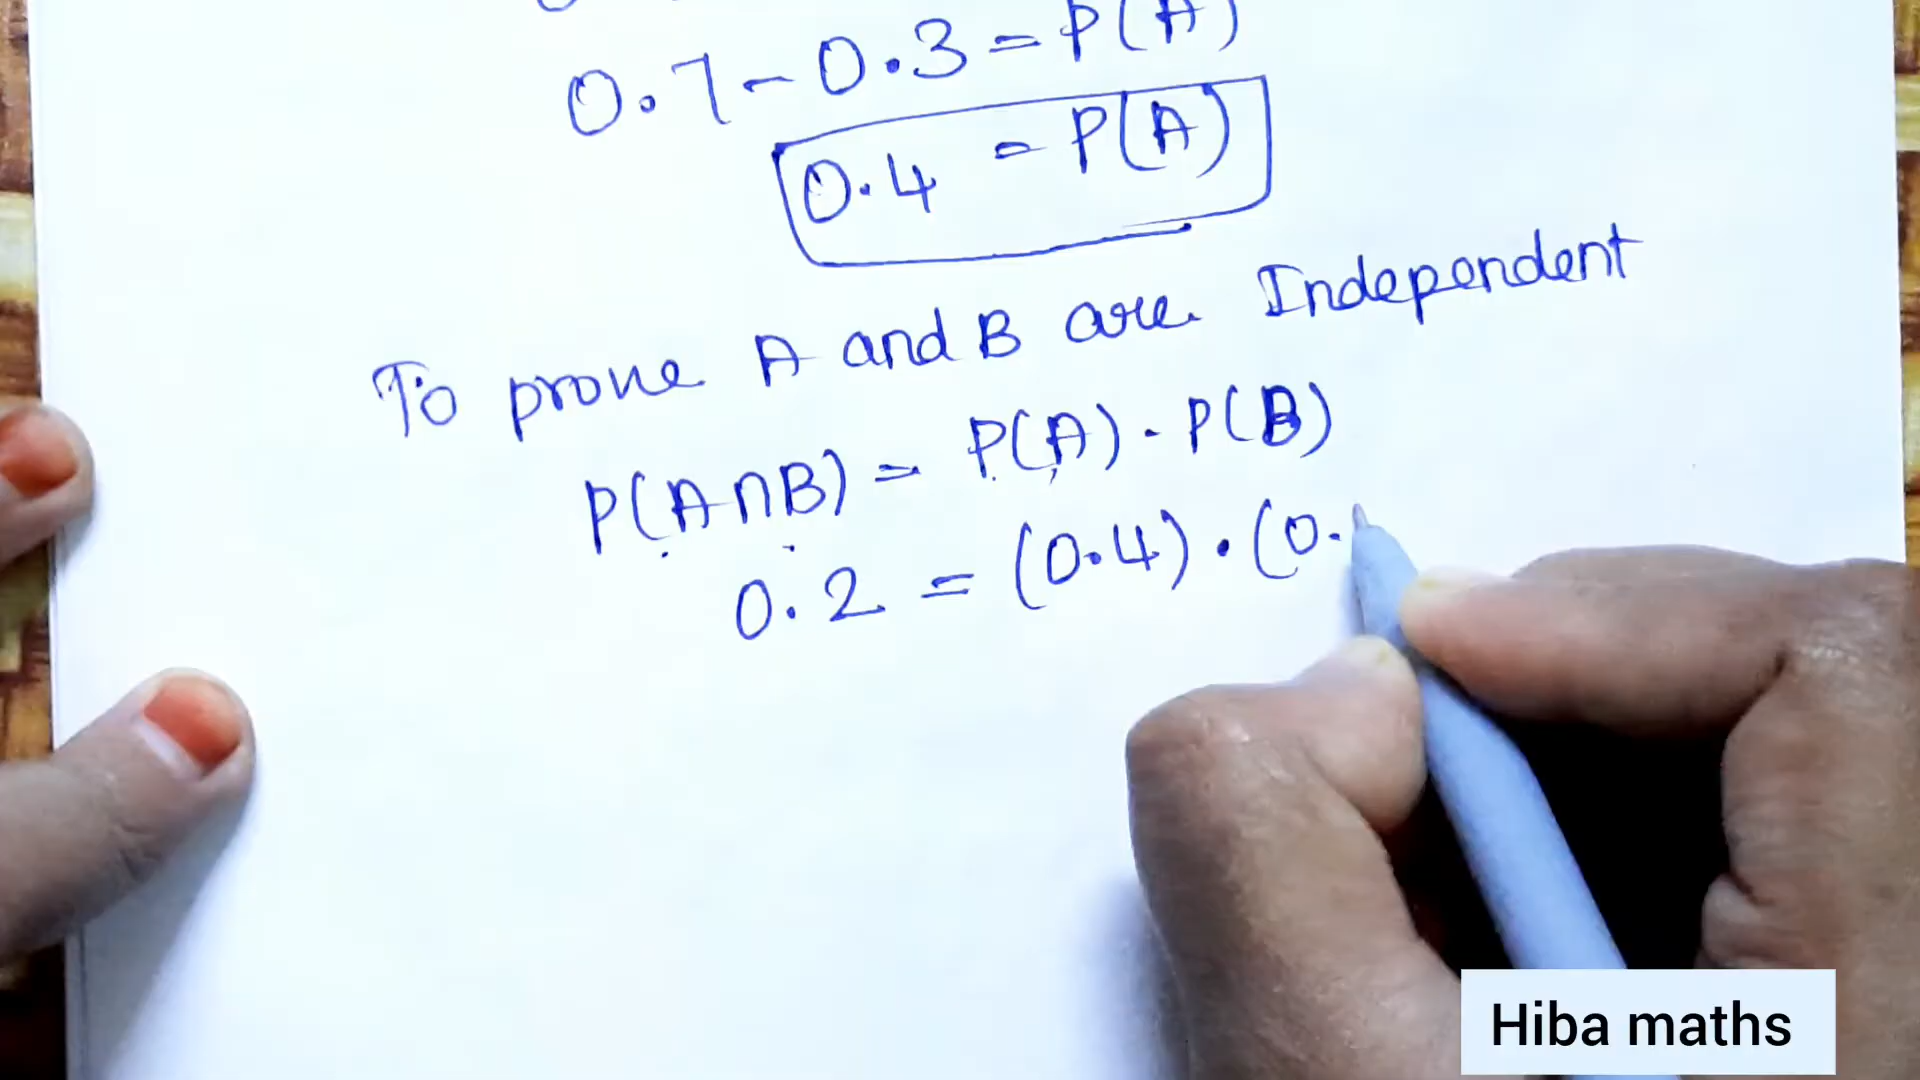 0.7 - 0.3 = P(A)
0.4 = P(A)
To prove A and B are Independent
P(A∩B) = P(A) · P(B)
0.2 = (0.4) · (0.
Hiba maths